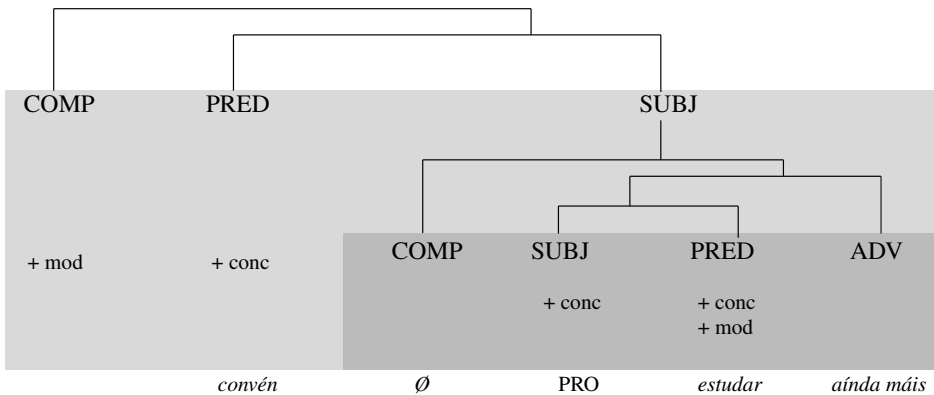 COMP PRED SUBJ
COMP SUBJ PRED ADV
+ mod + conc
+ conc + conc
+ mod
convén Ø PRO estudar aínda máis